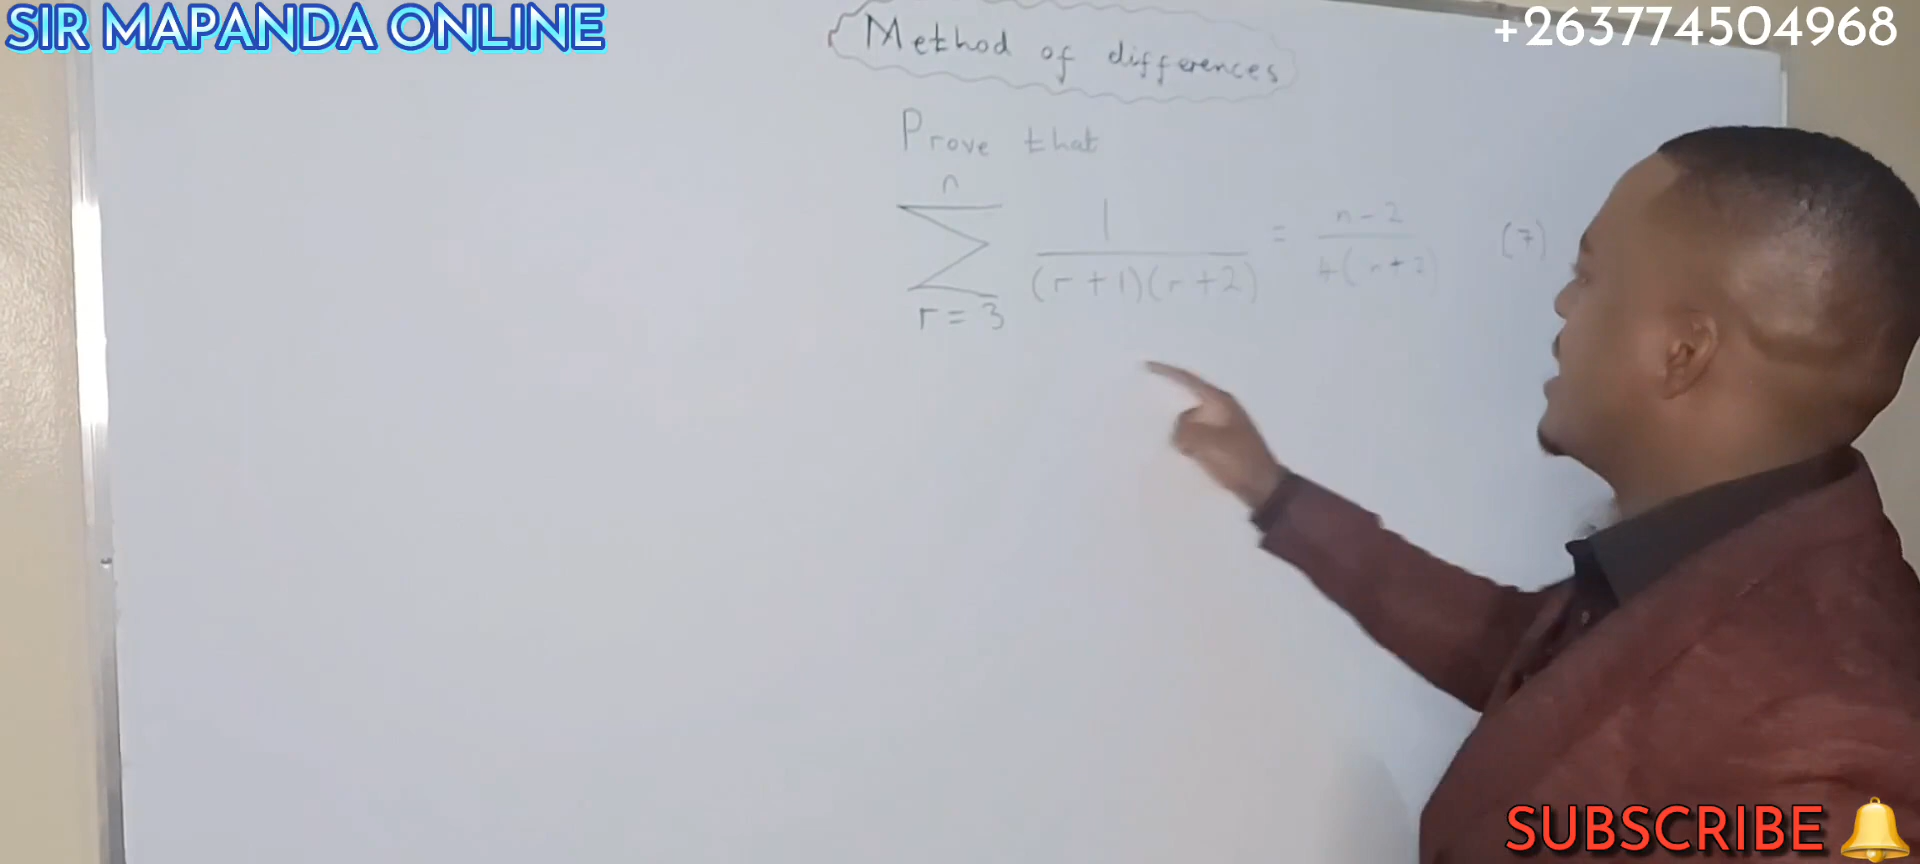 SIR MAPANDA ONLINE
+263774504968
Method of differences
Prove that
n
∑ 1/((r+1)(r+2)) = (n-2)/(4(n+2)) (7)
r=3
SUBSCRIBE